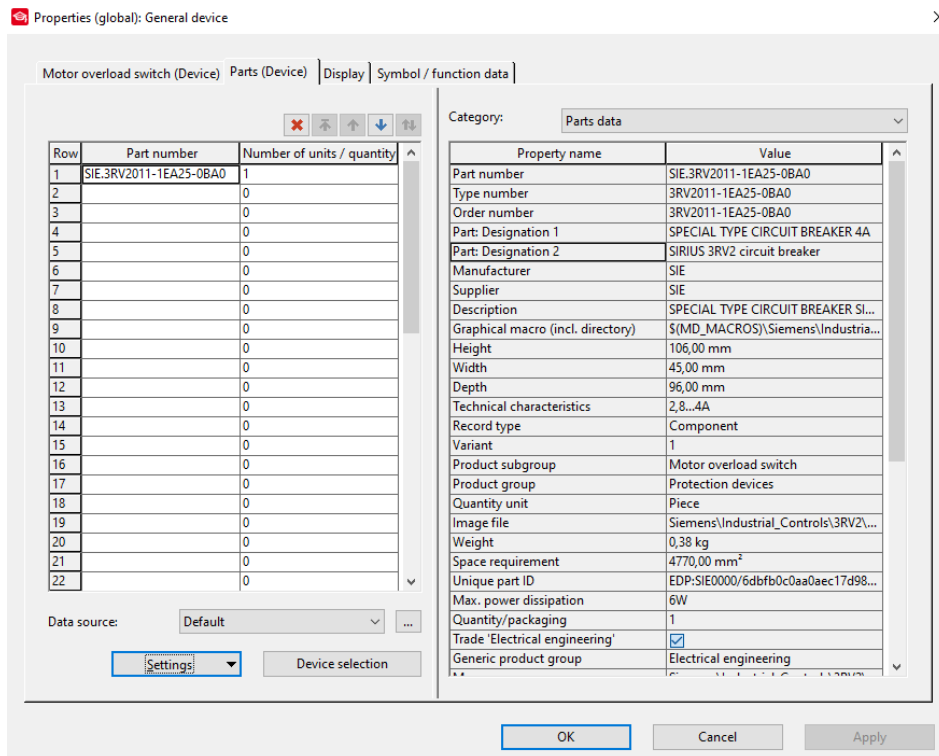 Properties (global): General device
Motor overload switch (Device) Parts (Device) Display Symbol / function data
Category: Parts data
Row Part number Number of units / quantity
1 SIE.3RV2011-1EA25-0BA0 1
2 0
3 0
4 0
5 0
6 0
7 0
8 0
9 0
10 0
11 0
12 0
13 0
14 0
15 0
16 0
17 0
18 0
19 0
20 0
21 0
22 0
Data source: Default ...
Settings Device selection
Property name Value
Part number SIE.3RV2011-1EA25-0BA0
Type number 3RV2011-1EA25-0BA0
Order number 3RV2011-1EA25-0BA0
Part: Designation 1 SPECIAL TYPE CIRCUIT BREAKER 4A
Part: Designation 2 SIRIUS 3RV2 circuit breaker
Manufacturer SIE
Supplier SIE
Description SPECIAL TYPE CIRCUIT BREAKER SI...
Graphical macro (incl. directory) $(MD_MACROS)\Siemens\Industria...
Height 106,00 mm
Width 45,00 mm
Depth 96,00 mm
Technical characteristics 2,8...4A
Record type Component
Variant 1
Product subgroup Motor overload switch
Product group Protection devices
Quantity unit Piece
Image file Siemens\Industrial_Controls\3RV2\...
Weight 0,38 kg
Space requirement 4770,00 mm²
Unique part ID EDP:SIE0000/6dbfb0c0aa0aec17d98...
Max. power dissipation 6W
Quantity/packaging 1
Trade 'Electrical engineering'
Generic product group Electrical engineering
OK Cancel Apply